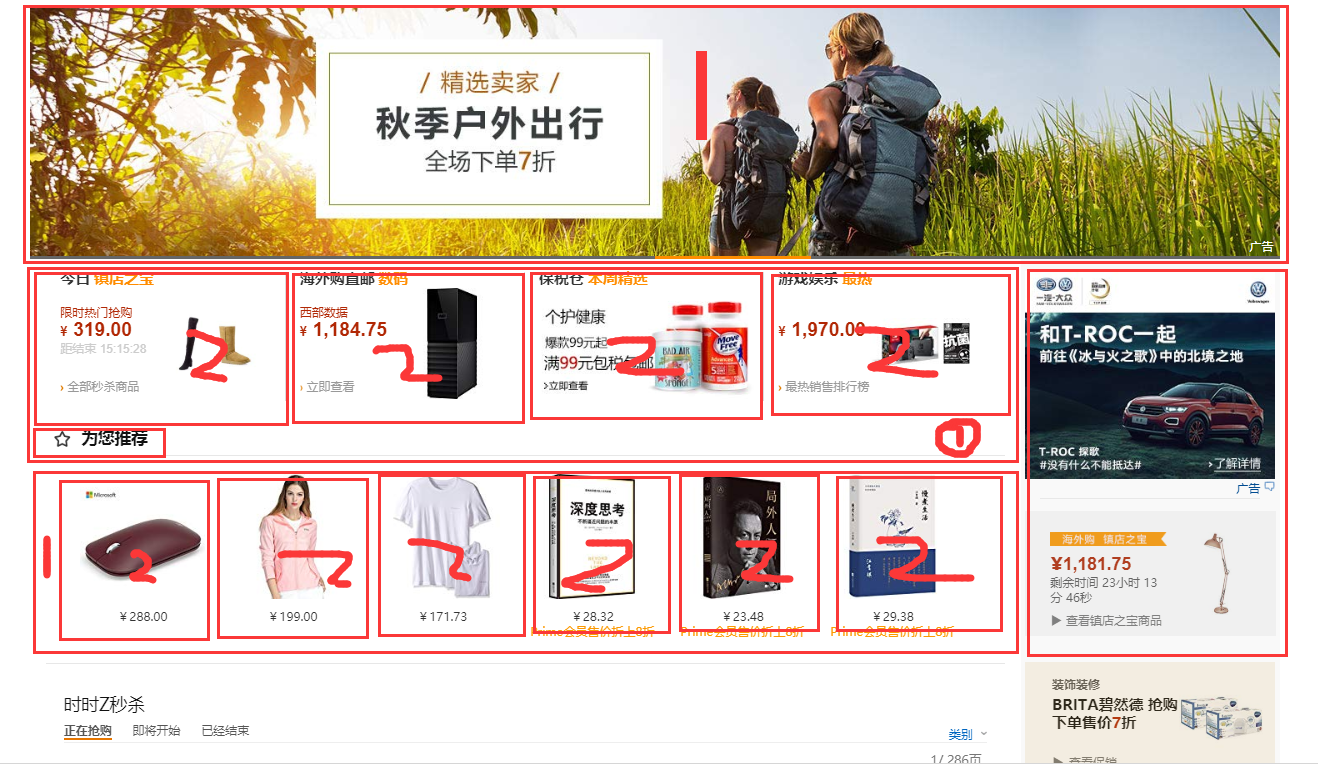 / 精选卖家 /
秋季户外出行
全场下单7折
广告
1
今日 镇店之宝
限时热门抢购
¥ 319.00
距结束 15:15:28
› 全部秒杀商品
2
海外购直邮 数码
西部数据
¥ 1,184.75
› 立即查看
2
保税仓 本周精选
个护健康
爆款99元起
满99元包税包邮
›立即查看
BAD AIR
SPONGE
Move Free
Advanced
2
游戏娱乐 最热
¥ 1,970.00
› 最热销售排行榜
抗菌
2
为您推荐
1
一汽-大众
Volkswagen
和T-ROC一起
前往《冰与火之歌》中的北境之地
T-ROC 探歌
#没有什么不能抵达#
›了解详情
广告
1
Microsoft
2
¥288.00
2
¥199.00
2
¥171.73
深度思考
2
¥28.32
Prime会员售价折上8折
局外人
2
¥23.48
Prime会员售价折上8折
慢煮生活
2
¥29.38
Prime会员售价折上8折
海外购 镇店之宝
¥1,181.75
剩余时间 23小时 13
分 46秒
▶ 查看镇店之宝商品
时时Z秒杀
正在抢购 即将开始 已经结束
类别
1/ 286页
装饰装修
BRITA碧然德 抢购
下单售价7折
▶ 查看促销